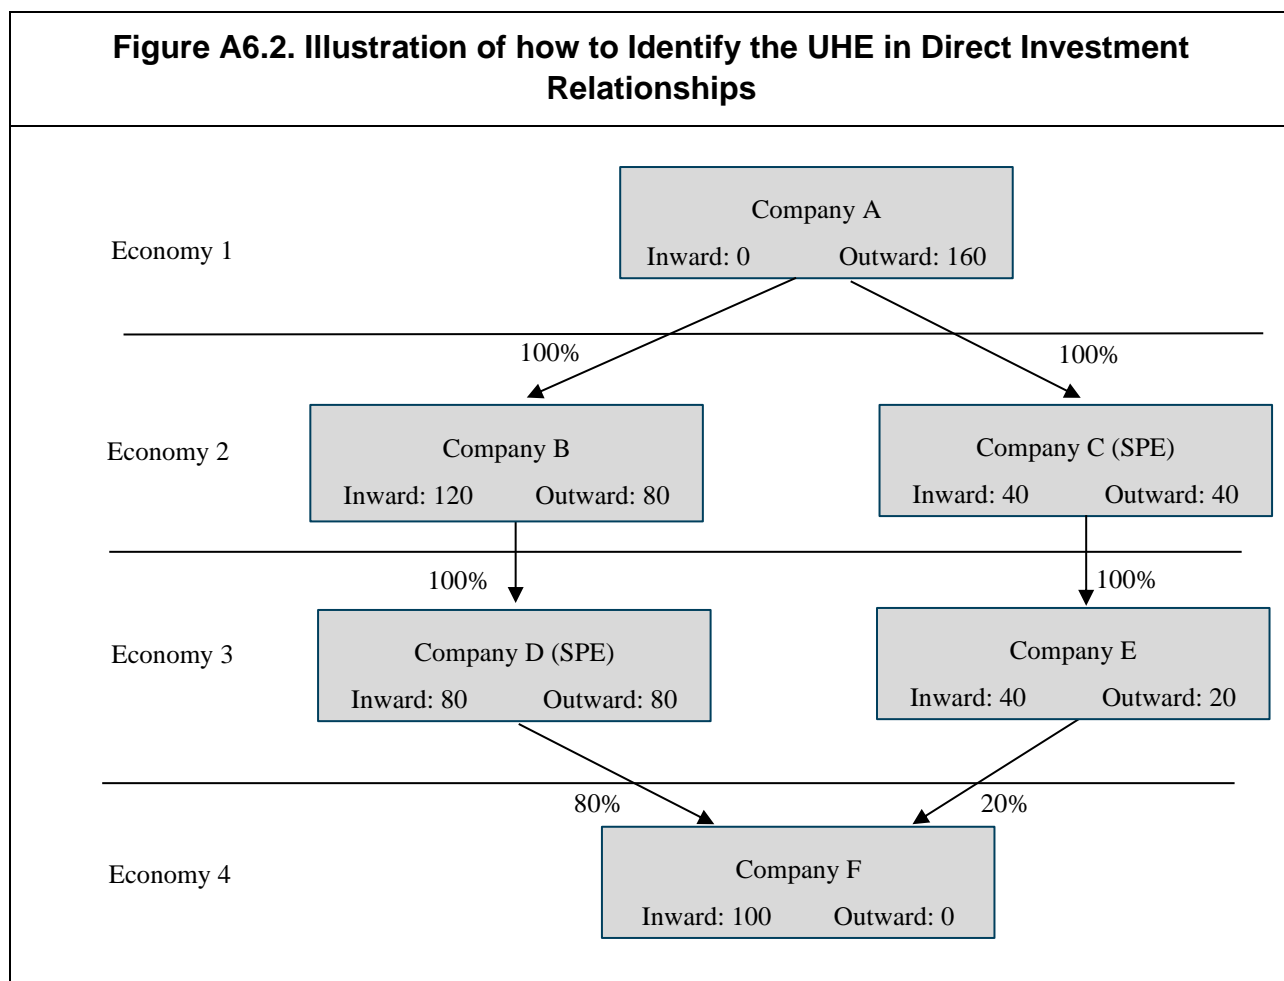 Figure A6.2. Illustration of how to Identify the UHE in Direct Investment
Relationships
Company A
Economy 1
Inward: 0 Outward: 160
100% 100%
Company B Company C (SPE)
Economy 2
Inward: 120 Outward: 80 Inward: 40 Outward: 40
100% 100%
Company D (SPE) Company E
Economy 3
Inward: 80 Outward: 80 Inward: 40 Outward: 20
80% 20%
Company F
Economy 4
Inward: 100 Outward: 0